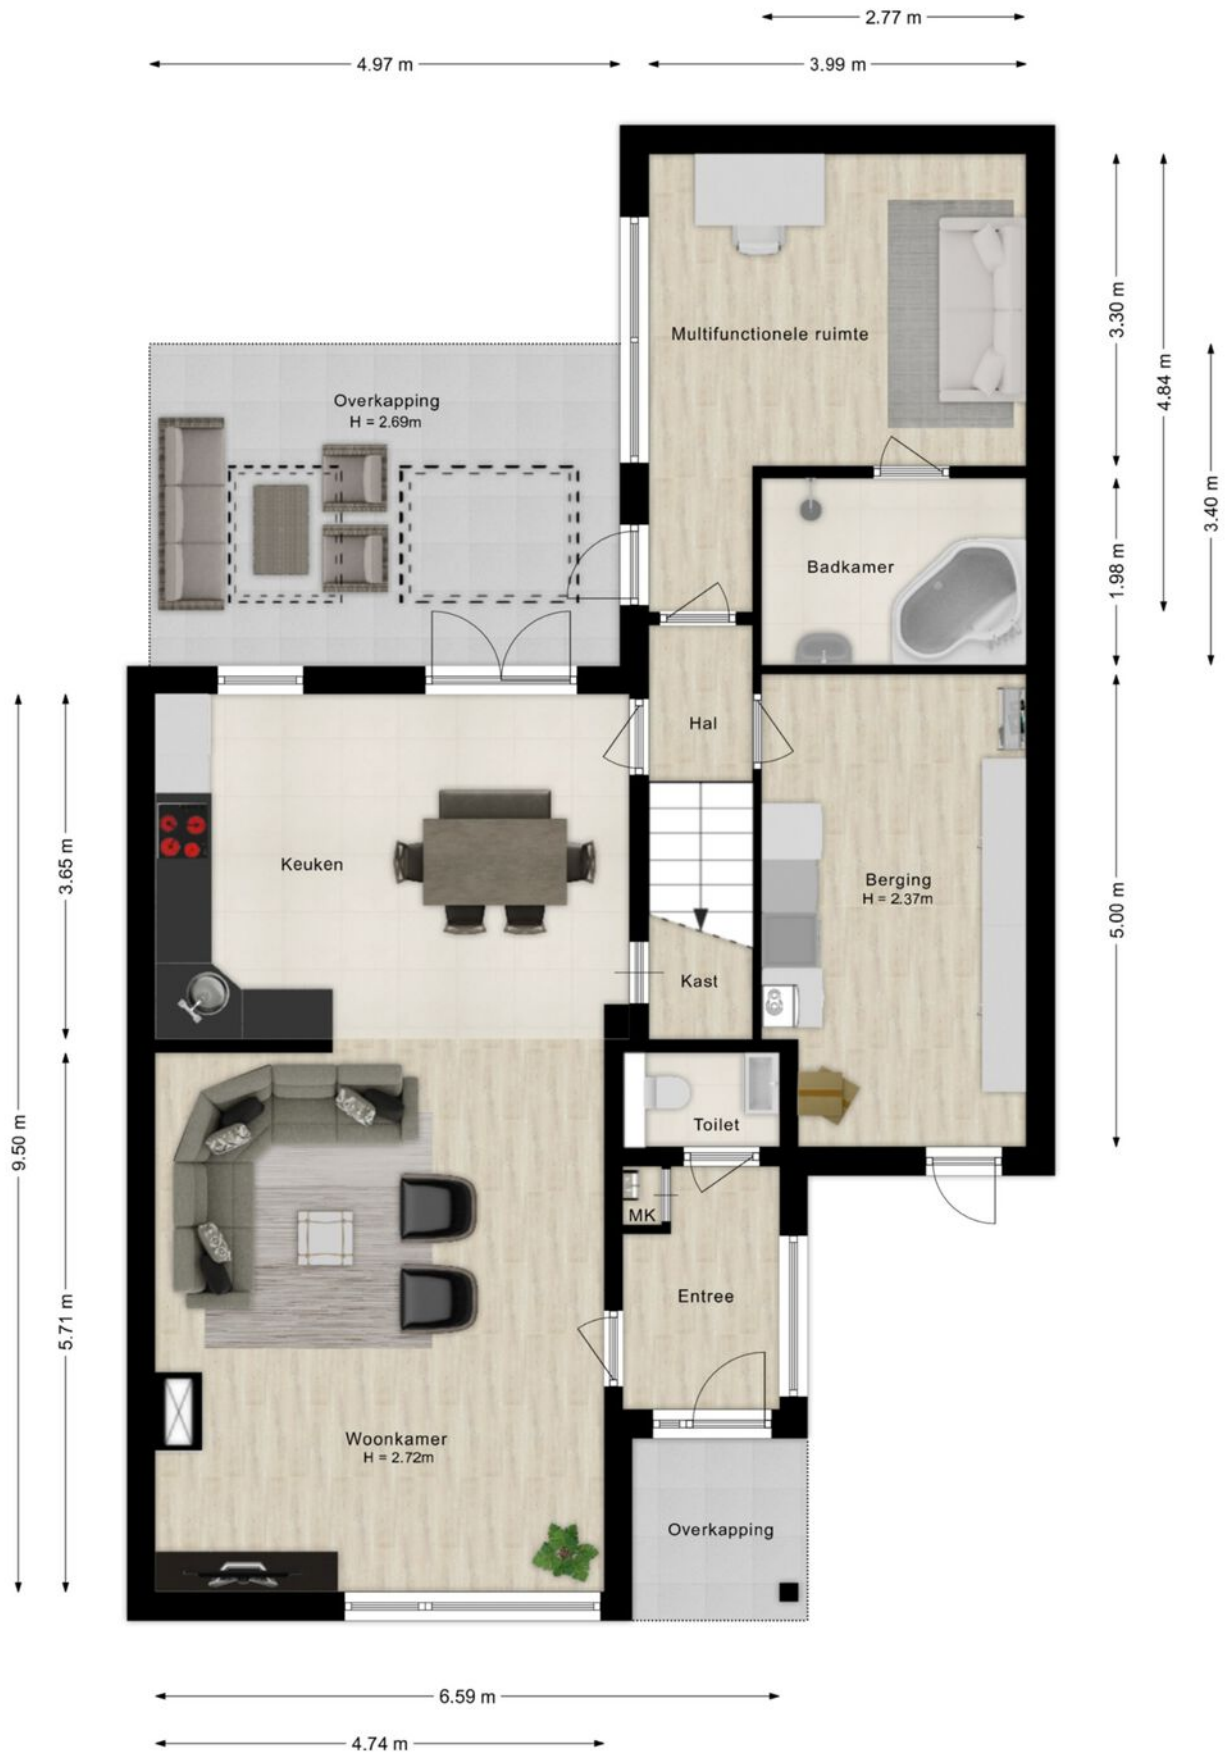 2.77 m
4.97 m
3.99 m
Multifunctionele ruimte
3.30 m
4.84 m
3.40 m
Overkapping
H = 2.69m
Badkamer
1.98 m
Hal
Keuken
3.65 m
Berging
H = 2.37m
5.00 m
Kast
Toilet
9.50 m
MK
Entree
5.71 m
Woonkamer
H = 2.72m
Overkapping
6.59 m
4.74 m